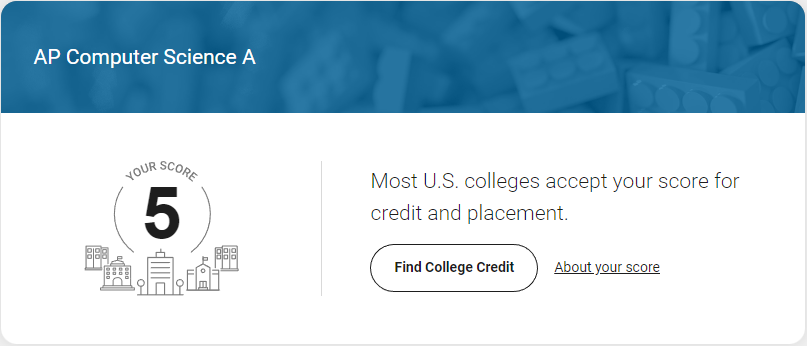 AP Computer Science A
YOUR SCORE
5
Most U.S. colleges accept your score for
credit and placement.
Find College Credit
About your score